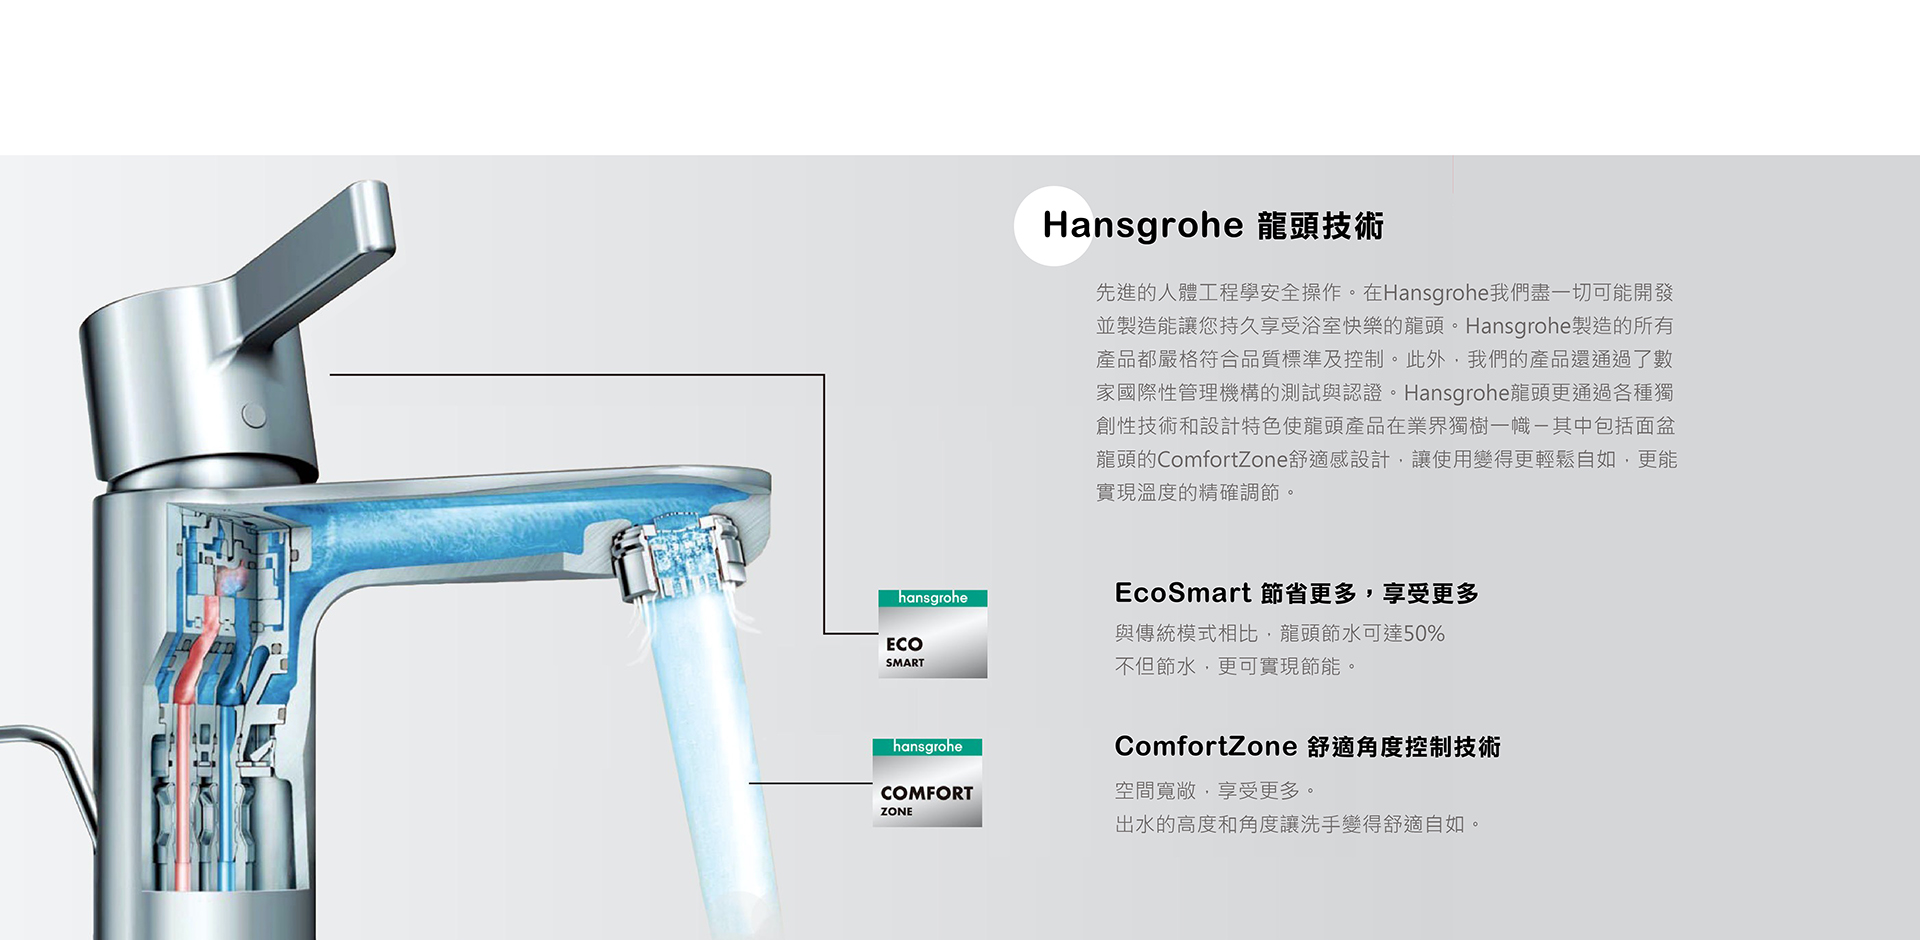 Hansgrohe 龍頭技術
先進的人體工程學安全操作。在Hansgrohe我們盡一切可能開發
並製造能讓您持久享受浴室快樂的龍頭。Hansgrohe製造的所有
產品都嚴格符合品質標準及控制。此外，我們的產品還通過了數
家國際性管理機構的測試與認證。Hansgrohe龍頭更通過各種獨
創性技術和設計特色使龍頭產品在業界獨樹一幟－其中包括面盆
龍頭的ComfortZone舒適感設計，讓使用變得更輕鬆自如，更能
實現溫度的精確調節。
hansgrohe
ECO
SMART
EcoSmart 節省更多，享受更多
與傳統模式相比，龍頭節水可達50%
不但節水，更可實現節能。
hansgrohe
COMFORT
ZONE
ComfortZone 舒適角度控制技術
空間寬敞，享受更多。
出水的高度和角度讓洗手變得舒適自如。